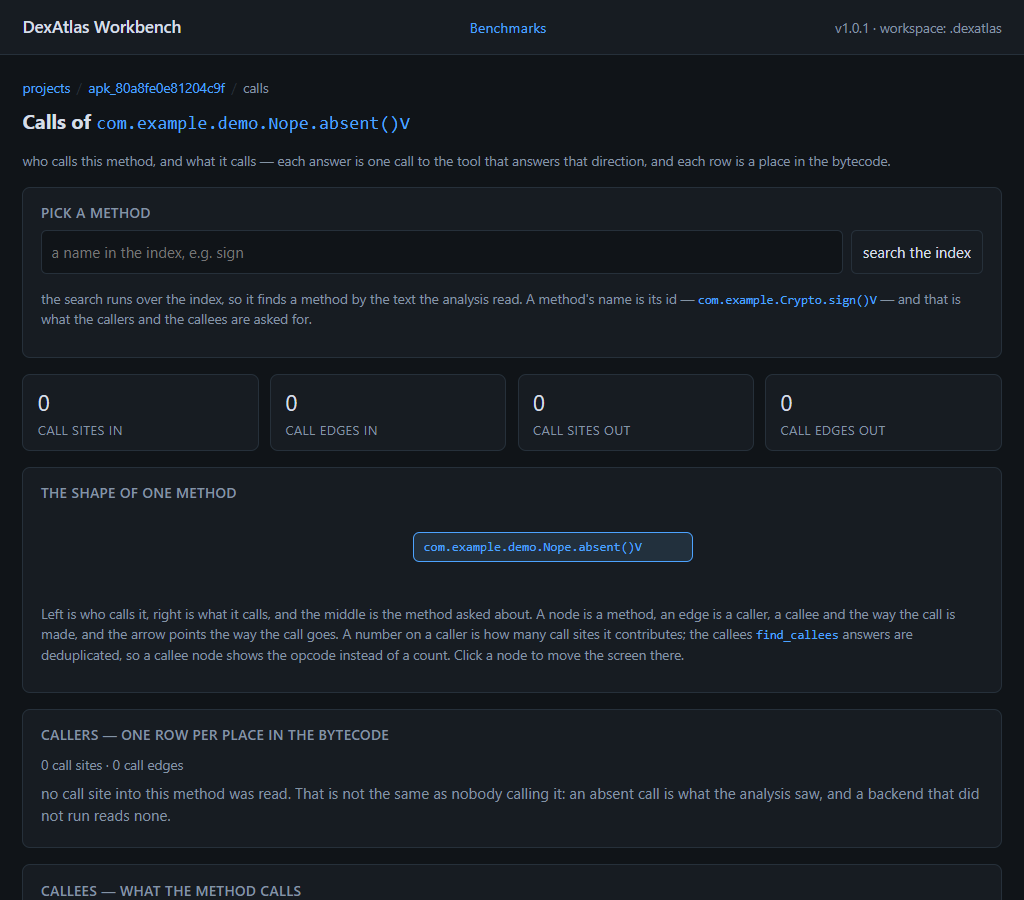 DexAtlas Workbench
Benchmarks
v1.0.1 · workspace: .dexatlas
projects / apk_80a8fe0e81204c9f / calls
Calls of com.example.demo.Nope.absent()V
who calls this method, and what it calls — each answer is one call to the tool that answers that direction, and each row is a place in the bytecode.
PICK A METHOD
a name in the index, e.g. sign
search the index
the search runs over the index, so it finds a method by the text the analysis read. A method's name is its id — com.example.Crypto.sign()V — and that is
what the callers and the callees are asked for.
0
CALL SITES IN
0
CALL EDGES IN
0
CALL SITES OUT
0
CALL EDGES OUT
THE SHAPE OF ONE METHOD
com.example.demo.Nope.absent()V
Left is who calls it, right is what it calls, and the middle is the method asked about. A node is a method, an edge is a caller, a callee and the way the call is
made, and the arrow points the way the call goes. A number on a caller is how many call sites it contributes; the callees find_callees answers are
deduplicated, so a callee node shows the opcode instead of a count. Click a node to move the screen there.
CALLERS — ONE ROW PER PLACE IN THE BYTECODE
0 call sites · 0 call edges
no call site into this method was read. That is not the same as nobody calling it: an absent call is what the analysis saw, and a backend that did
not run reads none.
CALLEES — WHAT THE METHOD CALLS